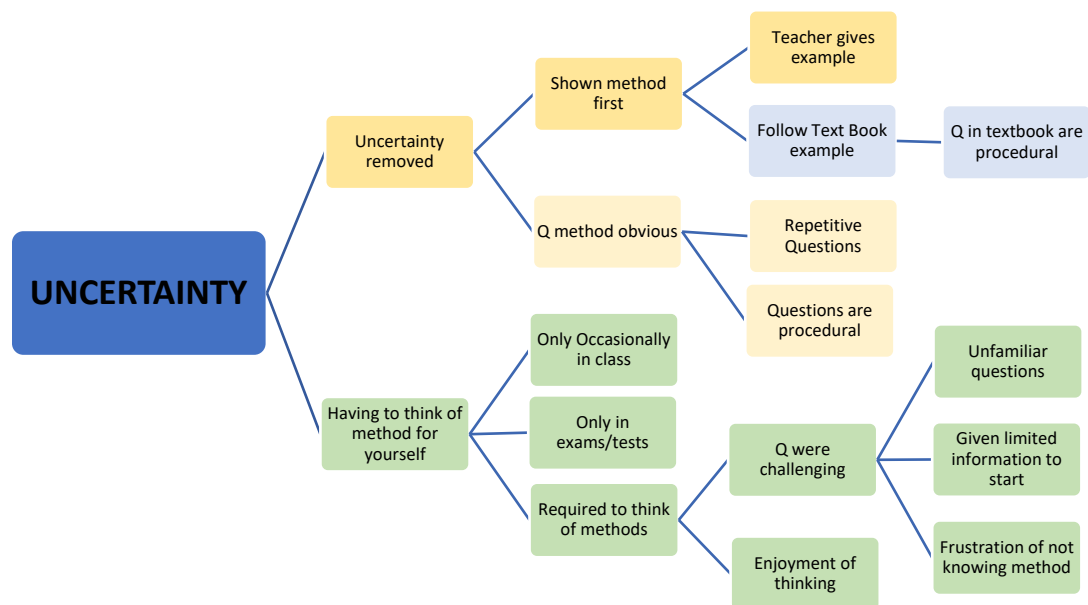 UNCERTAINTY
Uncertainty
removed
Shown method
first
Teacher gives
example
Follow Text Book
example
Q in textbook are
procedural
Q method obvious
Repetitive
Questions
Questions are
procedural
Having to think of
method for
yourself
Only Occasionally
in class
Only in
exams/tests
Required to think
of methods
Q were
challenging
Unfamiliar
questions
Given limited
information to
start
Frustration of not
knowing method
Enjoyment of
thinking